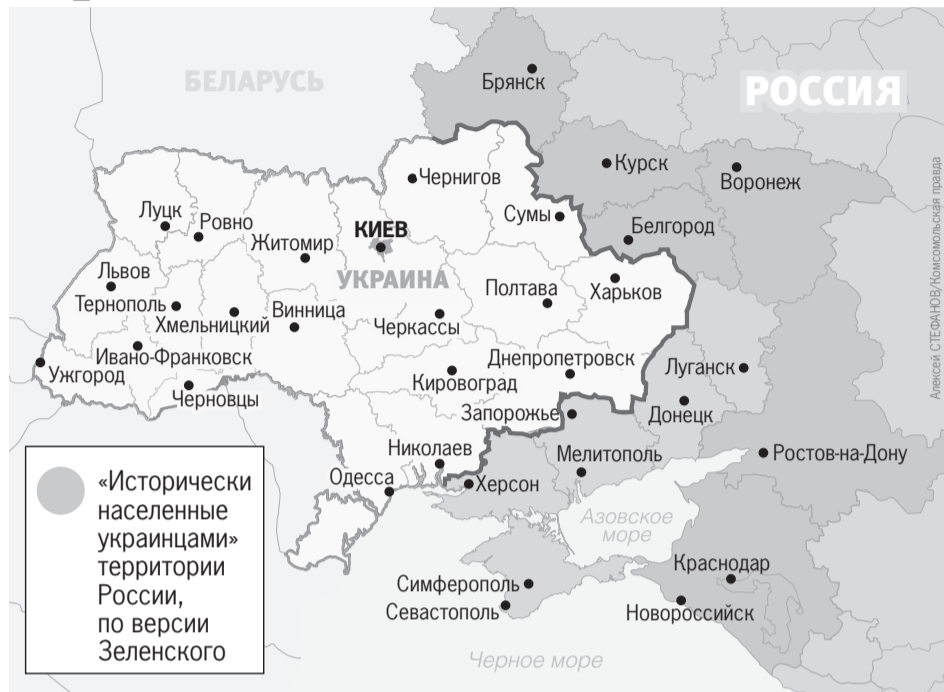 БЕЛАРУСЬ
РОССИЯ
Брянск
Курск
Воронеж
Чернигов
Сумы
Белгород
Луцк
Ровно
Житомир
КИЕВ
УКРАИНА
Львов
Тернополь
Хмельницкий
Винница
Черкассы
Полтава
Харьков
Ивано-Франковск
Ужгород
Черновцы
Кировоград
Днепропетровск
Луганск
Донецк
Запорожье
Николаев
Одесса
Херсон
Мелитополь
Ростов-на-Дону
Азовское
море
Симферополь
Севастополь
Краснодар
Новороссийск
Черное море
«Исторически
населенные
украинцами»
территории
России,
по версии
Зеленского
Алексей СТЕФАНОВ/Комсомольская правда